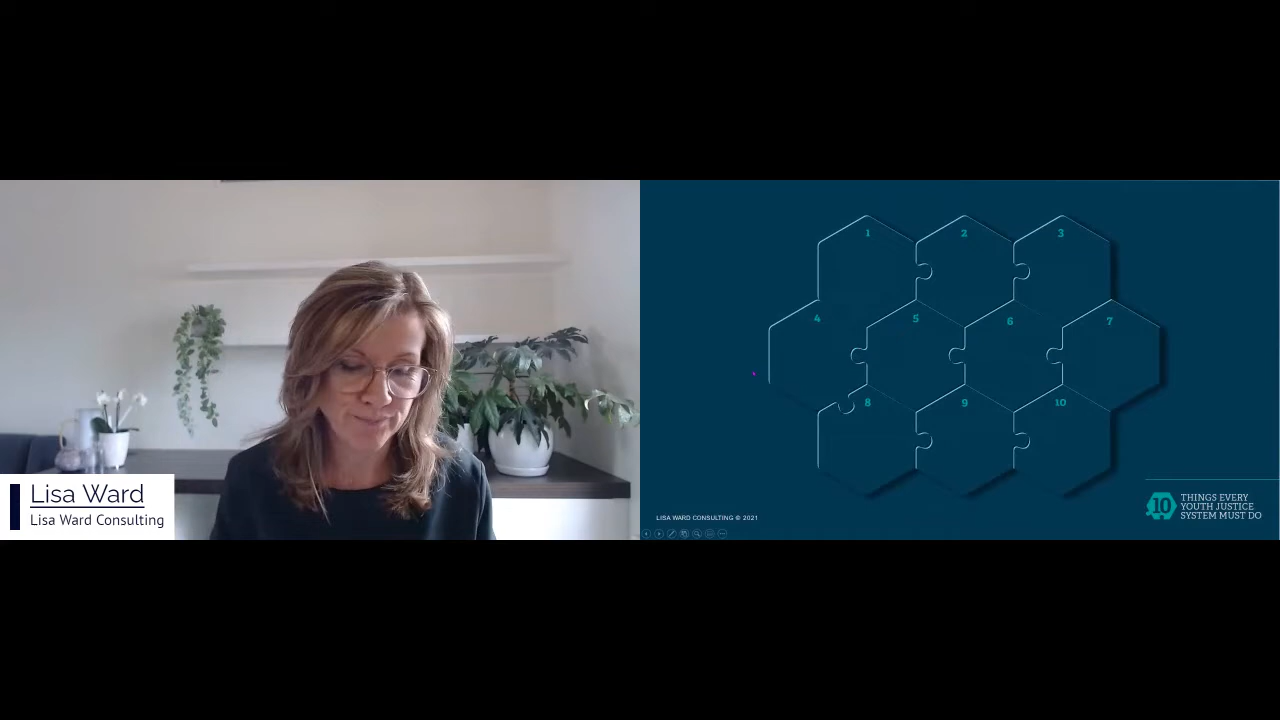 Lisa Ward
Lisa Ward Consulting
1
2
3
4
5
6
7
8
9
10
LISA WARD CONSULTING © 2021
10
THINGS EVERY
YOUTH JUSTICE
SYSTEM MUST DO